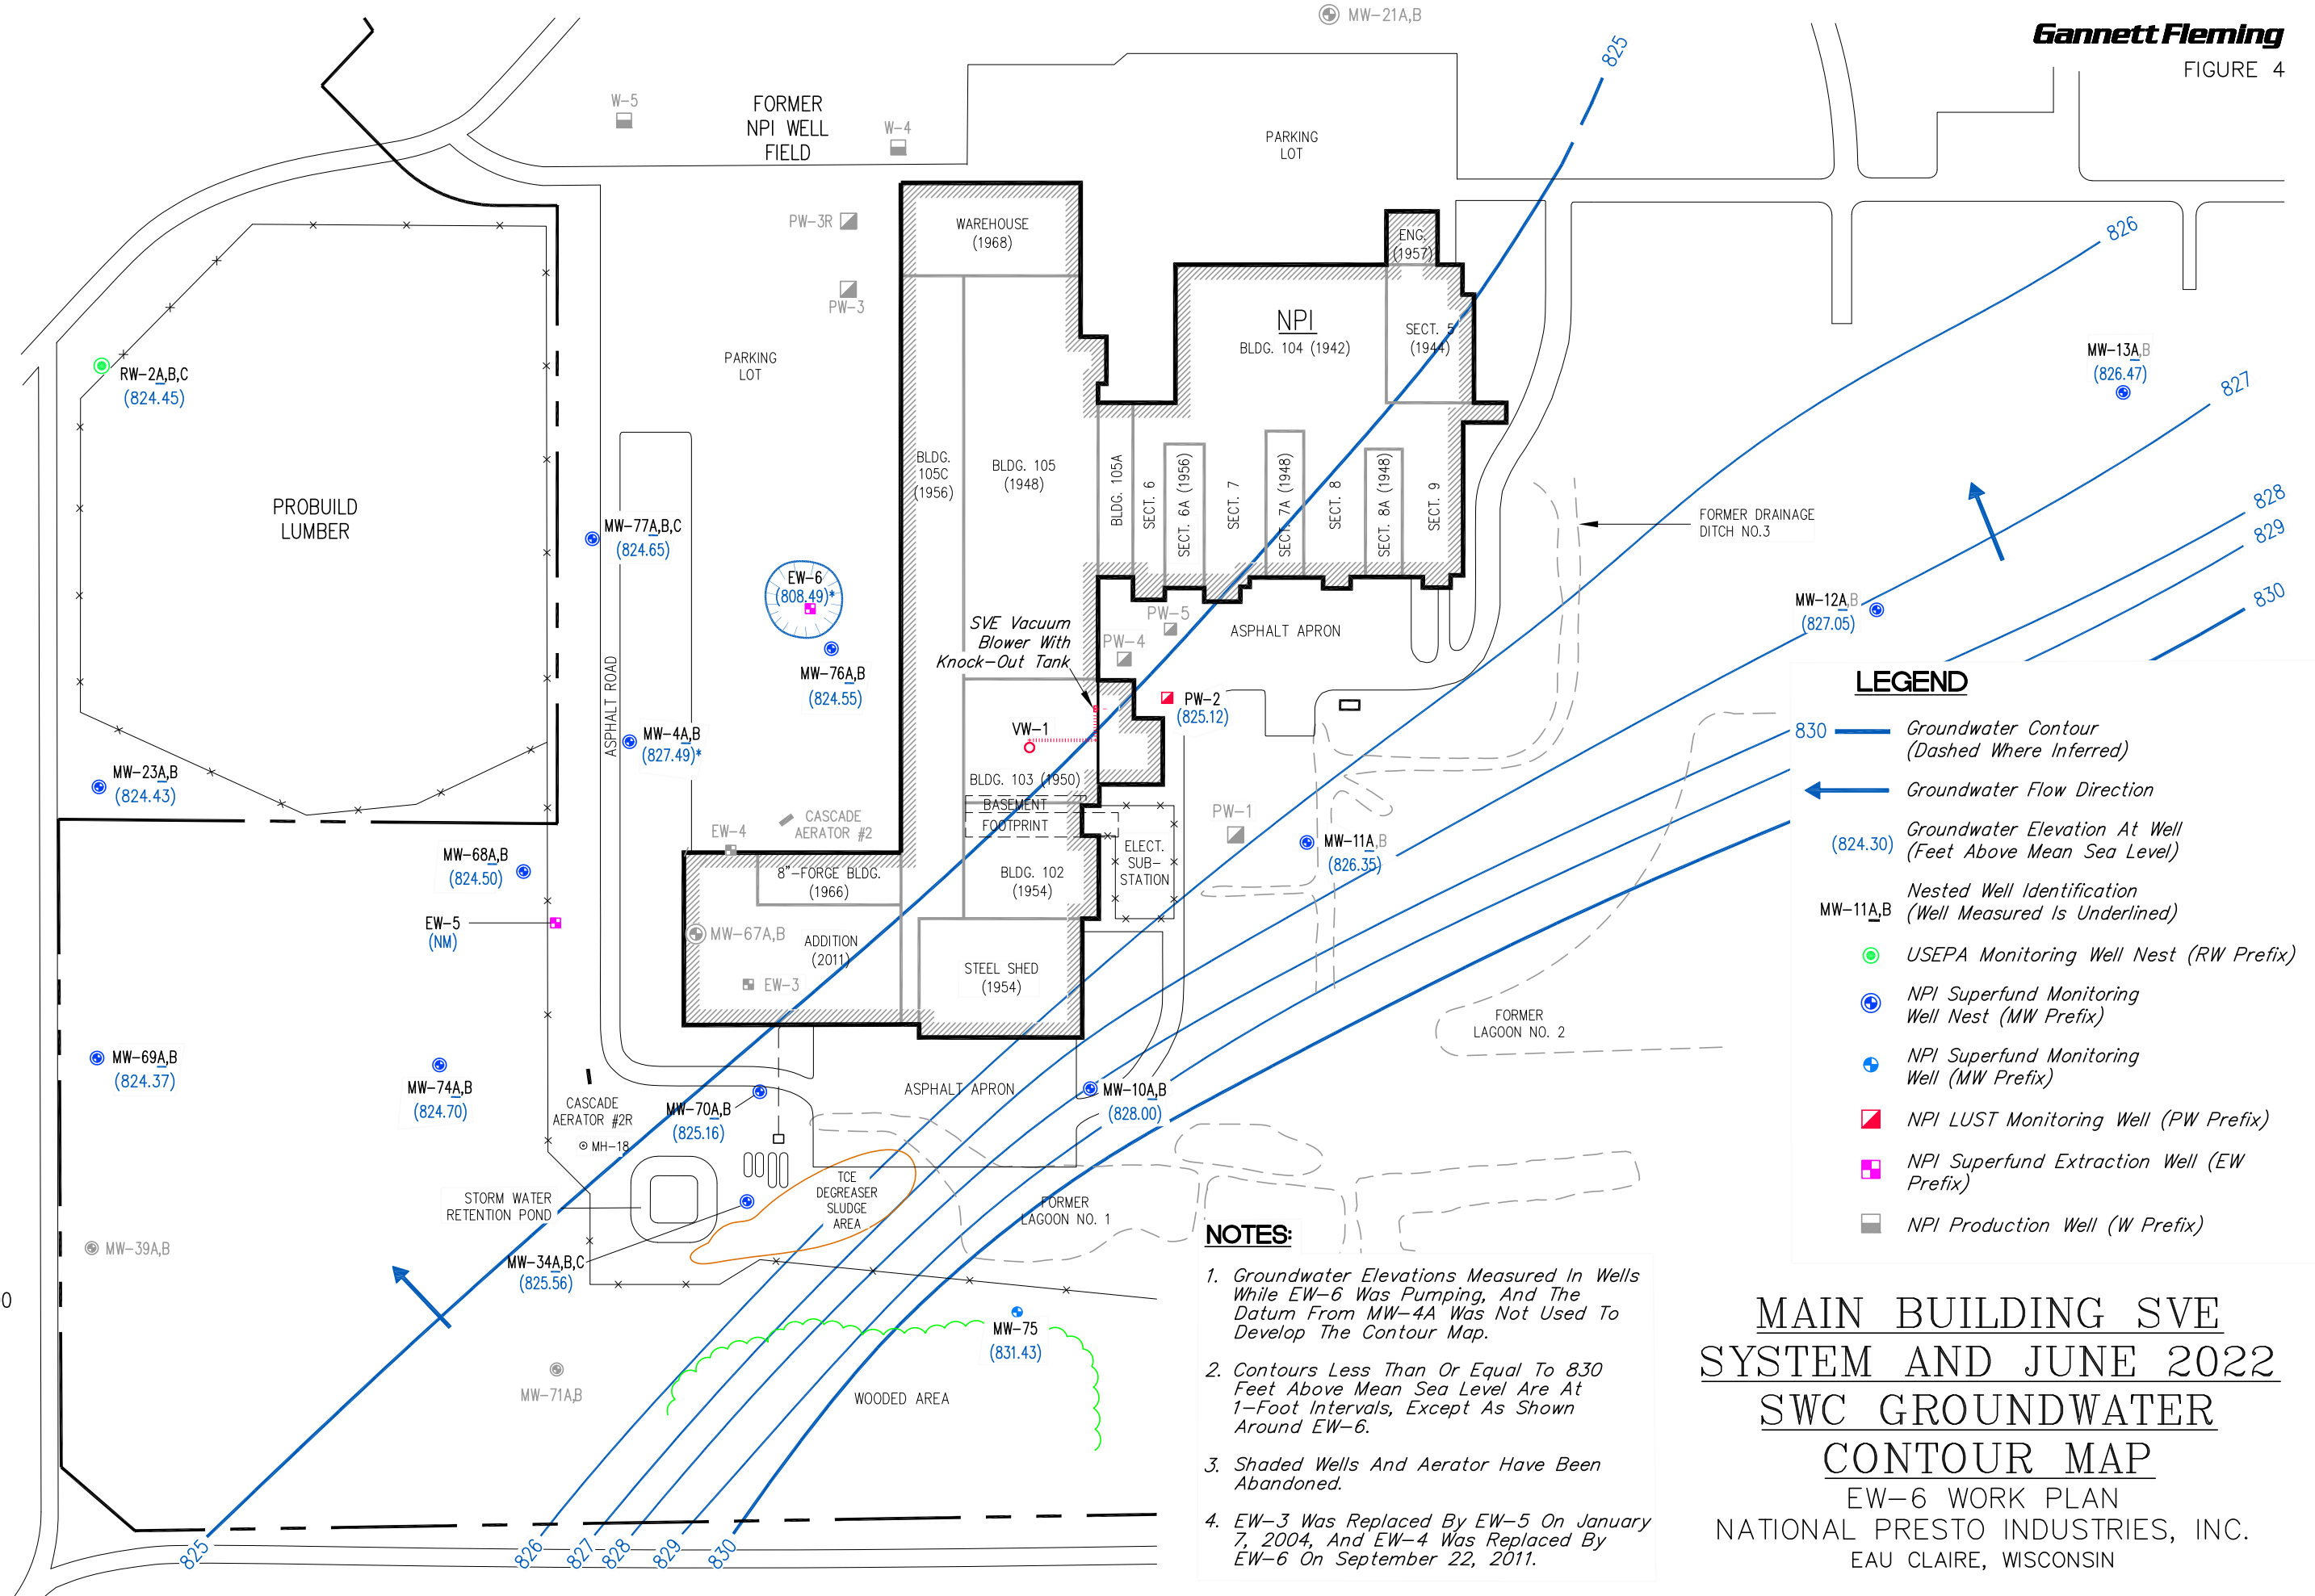 MW-21A,B
Gannett Fleming
FIGURE 4
825
W-5
FORMER
NPI WELL
FIELD
W-4
PARKING
LOT
PW-3R
WAREHOUSE
(1968)
ENG.
(1957)
826
PW-3
NPI
BLDG. 104 (1942)
SECT. 5
(1944)
PARKING
LOT
RW-2A,B,C
(824.45)
MW-13A,B
(826.47)
827
BLDG.
105C
(1956)
BLDG. 105
(1948)
BLDG. 105A
SECT. 6
SECT. 6A (1956)
SECT. 7
SECT. 7A (1948)
SECT. 8
SECT. 8A (1948)
SECT. 9
PROBUILD
LUMBER
828
829
830
FORMER DRAINAGE
DITCH NO.3
MW-77A,B,C
(824.65)
EW-6
(808.49)*
MW-12A,B
(827.05)
SVE Vacuum
Blower With
Knock-Out Tank
PW-5
PW-4
ASPHALT APRON
MW-76A,B
(824.55)
ASPHALT ROAD
PW-2
(825.12)
MW-4A,B
(827.49)*
VW-1
MW-23A,B
(824.43)
BLDG. 103 (1950)
BASEMENT
FOOTPRINT
CASCADE
AERATOR #2
EW-4
PW-1
MW-11A,B
(826.35)
ELECT.
SUB-
STATION
MW-68A,B
(824.50)
8"-FORGE BLDG.
(1966)
BLDG. 102
(1954)
EW-5
(NM)
MW-67A,B
ADDITION
(2011)
EW-3
STEEL SHED
(1954)
FORMER
LAGOON NO. 2
MW-69A,B
(824.37)
MW-74A,B
(824.70)
CASCADE
AERATOR #2R
MH-18
MW-70A,B
(825.16)
ASPHALT APRON
MW-10A,B
(828.00)
STORM WATER
RETENTION POND
TCE
DEGREASER
SLUDGE
AREA
FORMER
LAGOON NO. 1
MW-39A,B
MW-34A,B,C
(825.56)
0
MW-75
(831.43)
MW-71A,B
WOODED AREA
825
826
827
828
829
830
LEGEND
830
Groundwater Contour
(Dashed Where Inferred)
Groundwater Flow Direction
(824.30)
Groundwater Elevation At Well
(Feet Above Mean Sea Level)
MW-11A,B
Nested Well Identification
(Well Measured Is Underlined)
USEPA Monitoring Well Nest (RW Prefix)
NPI Superfund Monitoring
Well Nest (MW Prefix)
NPI Superfund Monitoring
Well (MW Prefix)
NPI LUST Monitoring Well (PW Prefix)
NPI Superfund Extraction Well (EW
Prefix)
NPI Production Well (W Prefix)
NOTES:
1. Groundwater Elevations Measured In Wells
While EW-6 Was Pumping, And The
Datum From MW-4A Was Not Used To
Develop The Contour Map.
2. Contours Less Than Or Equal To 830
Feet Above Mean Sea Level Are At
1-Foot Intervals, Except As Shown
Around EW-6.
3. Shaded Wells And Aerator Have Been
Abandoned.
4. EW-3 Was Replaced By EW-5 On January
7, 2004, And EW-4 Was Replaced By
EW-6 On September 22, 2011.
MAIN BUILDING SVE
SYSTEM AND JUNE 2022
SWC GROUNDWATER
CONTOUR MAP
EW-6 WORK PLAN
NATIONAL PRESTO INDUSTRIES, INC.
EAU CLAIRE, WISCONSIN